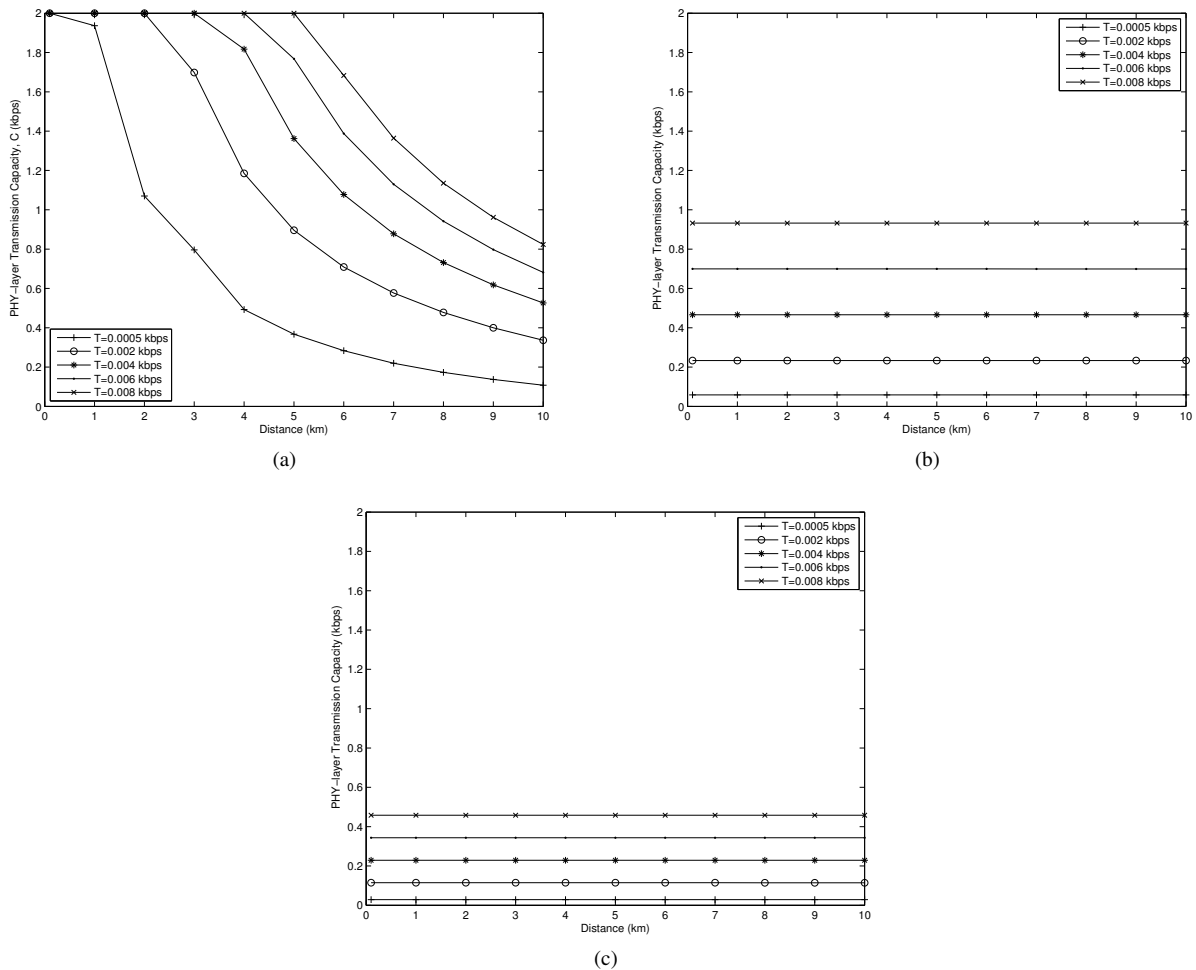 2
1.8
1.6
1.4
1.2
1
0.8
0.6
0.4
0.2
0
PHY−layer Transmission Capacity, C (kbps)
T=0.0005 kbps
T=0.002 kbps
T=0.004 kbps
T=0.006 kbps
T=0.008 kbps
0 1 2 3 4 5 6 7 8 9 10
Distance (km)
(a)
2
1.8
1.6
1.4
1.2
1
0.8
0.6
0.4
0.2
0
PHY−layer Transmission Capacity (kbps)
T=0.0005 kbps
T=0.002 kbps
T=0.004 kbps
T=0.006 kbps
T=0.008 kbps
0 1 2 3 4 5 6 7 8 9 10
Distance (km)
(b)
2
1.8
1.6
1.4
1.2
1
0.8
0.6
0.4
0.2
0
PHY−layer Transmission Capacity (kbps)
T=0.0005 kbps
T=0.002 kbps
T=0.004 kbps
T=0.006 kbps
T=0.008 kbps
0 1 2 3 4 5 6 7 8 9 10
Distance (km)
(c)